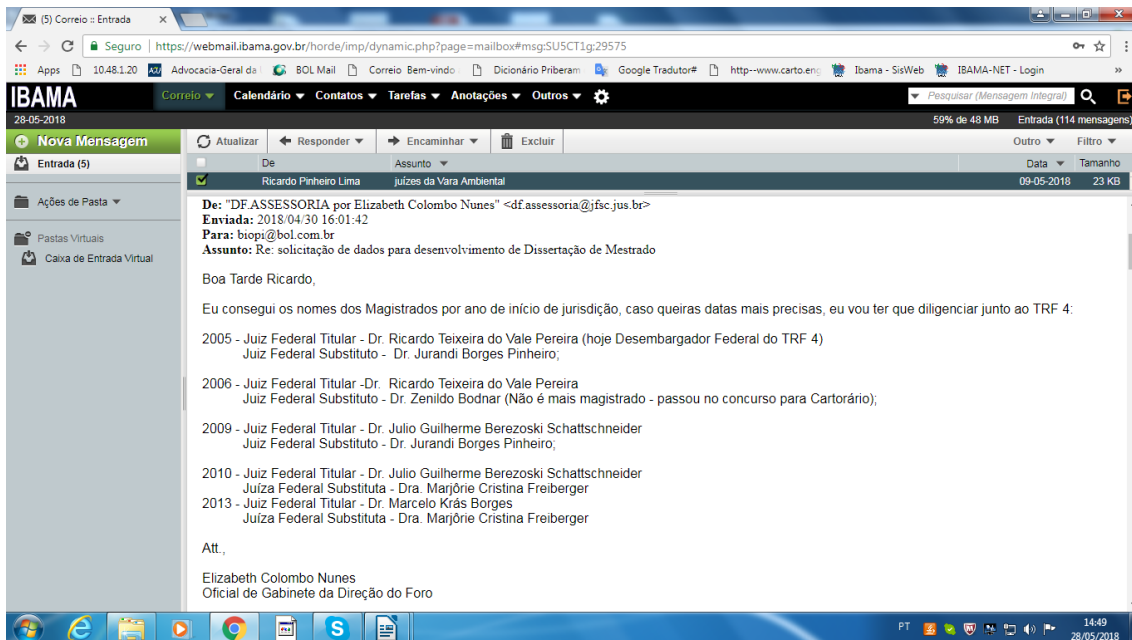 (5) Correio :: Entrada
Seguro | https://webmail.ibama.gov.br/horde/imp/dynamic.php?page=mailbox#msg:SU5CT1g:29575
Apps 10.48.1.20 AJ Advocacia-Geral da BOL Mail Correio Bem-vindo Dicionário Priberam Google Tradutor# http--www.carto.eng Ibama - SisWeb IBAMA-NET - Login »
IBAMA Correio Calendário Contatos Tarefas Anotações Outros Pesquisar (Mensagem Integral)
28-05-2018 59% de 48 MB Entrada (114 mensagens)
Nova Mensagem Atualizar Responder Encaminhar Excluir Outro Filtro
Entrada (5) De Assunto Data Tamanho
Ricardo Pinheiro Lima juízes da Vara Ambiental 09-05-2018 23 KB
Ações de Pasta
Pastas Virtuais
Caixa de Entrada Virtual
De: "DF.ASSESSORIA por Elizabeth Colombo Nunes" <df.assessoria@jfsc.jus.br>
Enviada: 2018/04/30 16:01:42
Para: biopi@bol.com.br
Assunto: Re: solicitação de dados para desenvolvimento de Dissertação de Mestrado
Boa Tarde Ricardo,
Eu consegui os nomes dos Magistrados por ano de início de jurisdição, caso queiras datas mais precisas, eu vou ter que diligenciar junto ao TRF 4:
2005 - Juiz Federal Titular - Dr. Ricardo Teixeira do Vale Pereira (hoje Desembargador Federal do TRF 4)
Juiz Federal Substituto - Dr. Jurandi Borges Pinheiro;
2006 - Juiz Federal Titular -Dr. Ricardo Teixeira do Vale Pereira
Juiz Federal Substituto - Dr. Zenildo Bodnar (Não é mais magistrado - passou no concurso para Cartorário);
2009 - Juiz Federal Titular - Dr. Julio Guilherme Berezoski Schattschneider
Juiz Federal Substituto - Dr. Jurandi Borges Pinheiro;
2010 - Juiz Federal Titular - Dr. Julio Guilherme Berezoski Schattschneider
Juíza Federal Substituta - Dra. Marjôrie Cristina Freiberger
2013 - Juiz Federal Titular - Dr. Marcelo Krás Borges
Juíza Federal Substituta - Dra. Marjôrie Cristina Freiberger
Att.,
Elizabeth Colombo Nunes
Oficial de Gabinete da Direção do Foro
PT 14:49
28/05/2018